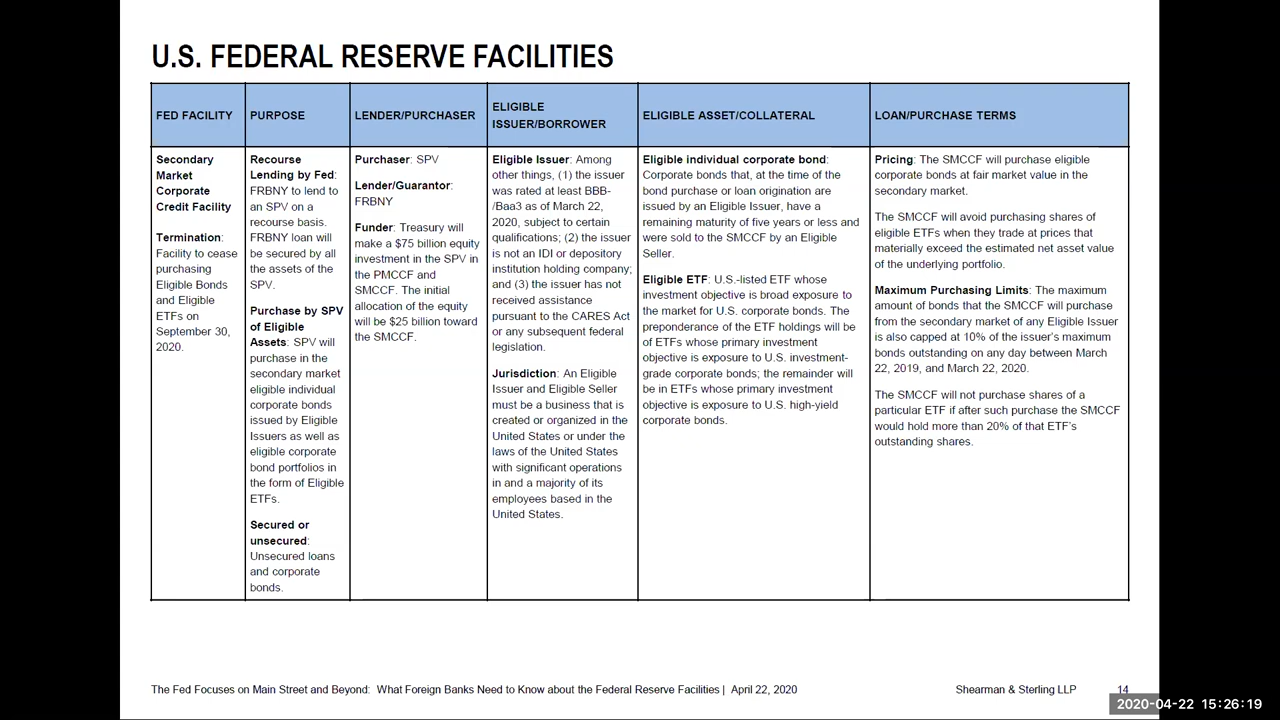 U.S. FEDERAL RESERVE FACILITIES
FED FACILITY
PURPOSE
LENDER/PURCHASER
ELIGIBLE
ISSUER/BORROWER
ELIGIBLE ASSET/COLLATERAL
LOAN/PURCHASE TERMS
Secondary
Market
Corporate
Credit Facility
Termination:
Facility to cease
purchasing
Eligible Bonds
and Eligible
ETFs on
September 30,
2020.
Recourse
Lending by Fed:
FRBNY to lend to
an SPV on a
recourse basis.
FRBNY loan will
be secured by all
the assets of the
SPV.
Purchase by SPV
of Eligible
Assets: SPV will
purchase in the
secondary market
eligible individual
corporate bonds
issued by Eligible
Issuers as well as
eligible corporate
bond portfolios in
the form of Eligible
ETFs.
Secured or
unsecured:
Unsecured loans
and corporate
bonds.
Purchaser: SPV
Lender/Guarantor:
FRBNY
Funder: Treasury will
make a $75 billion equity
investment in the SPV in
the PMCCF and
SMCCF. The initial
allocation of the equity
will be $25 billion toward
the SMCCF.
Eligible Issuer: Among
other things, (1) the issuer
was rated at least BBB-
/Baa3 as of March 22,
2020, subject to certain
qualifications; (2) the issuer
is not an IDI or depository
institution holding company;
and (3) the issuer has not
received assistance
pursuant to the CARES Act
or any subsequent federal
legislation.
Jurisdiction: An Eligible
Issuer and Eligible Seller
must be a business that is
created or organized in the
United States or under the
laws of the United States
with significant operations
in and a majority of its
employees based in the
United States.
Eligible individual corporate bond:
Corporate bonds that, at the time of the
bond purchase or loan origination are
issued by an Eligible Issuer, have a
remaining maturity of five years or less and
were sold to the SMCCF by an Eligible
Seller.
Eligible ETF: U.S.-listed ETF whose
investment objective is broad exposure to
the market for U.S. corporate bonds. The
preponderance of the ETF holdings will be
of ETFs whose primary investment
objective is exposure to U.S. investment-
grade corporate bonds; the remainder will
be in ETFs whose primary investment
objective is exposure to U.S. high-yield
corporate bonds.
Pricing: The SMCCF will purchase eligible
corporate bonds at fair market value in the
secondary market.
The SMCCF will avoid purchasing shares of
eligible ETFs when they trade at prices that
materially exceed the estimated net asset value
of the underlying portfolio.
Maximum Purchasing Limits: The maximum
amount of bonds that the SMCCF will purchase
from the secondary market of any Eligible Issuer
is also capped at 10% of the issuer's maximum
bonds outstanding on any day between March
22, 2019, and March 22, 2020.
The SMCCF will not purchase shares of a
particular ETF if after such purchase the SMCCF
would hold more than 20% of that ETF's
outstanding shares.
The Fed Focuses on Main Street and Beyond: What Foreign Banks Need to Know about the Federal Reserve Facilities | April 22, 2020
Shearman & Sterling LLP
14
2020-04-22 15:26:19